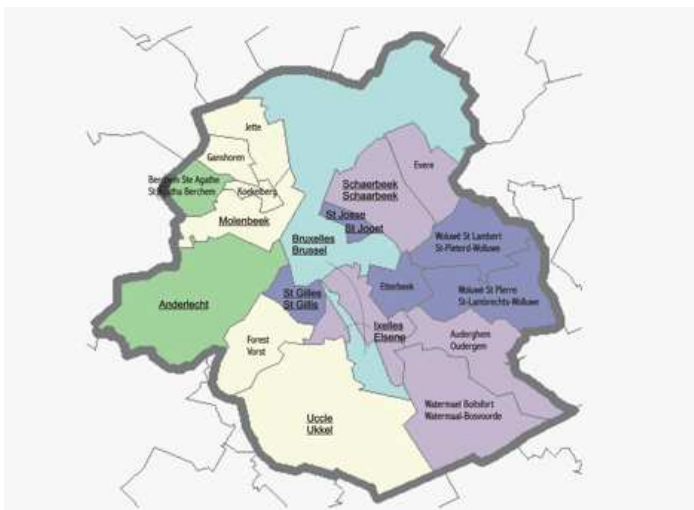 Jette
Ganshoren
Evere
Berchem Ste Agathe
St Agatha Berchem
Koekelberg
Schaerbeek
Schaarbeek
Molenbeek
St Josse
St Joost
Bruxelles
Brussel
Woluwé St Lambert
St-Pieterd-Woluwe
Etterbeek
Woluwé St Pierre
St-Lambrechts-Woluwe
Anderlecht
St Gilles
St Gillis
Ixelles
Elsene
Auderghem
Oudergem
Forest
Vorst
Watermael Boitsfort
Watermaal-Bosvoorde
Uccle
Ukkel